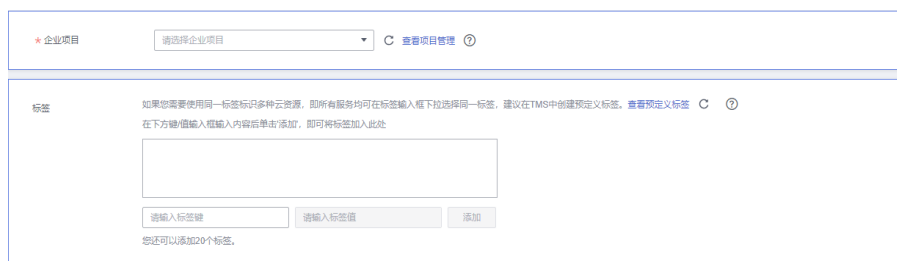 * 企业项目 请选择企业项目 查看项目管理
标签 如果您需要使用同一标签标识多种云资源，即所有服务均可在标签输入框下拉选择同一标签，建议在TMS中创建预定义标签。查看预定义标签
在下方键/值输入框输入内容后单击'添加'，即可将标签加入此处
请输入标签键 请输入标签值 添加
您还可以添加20个标签。